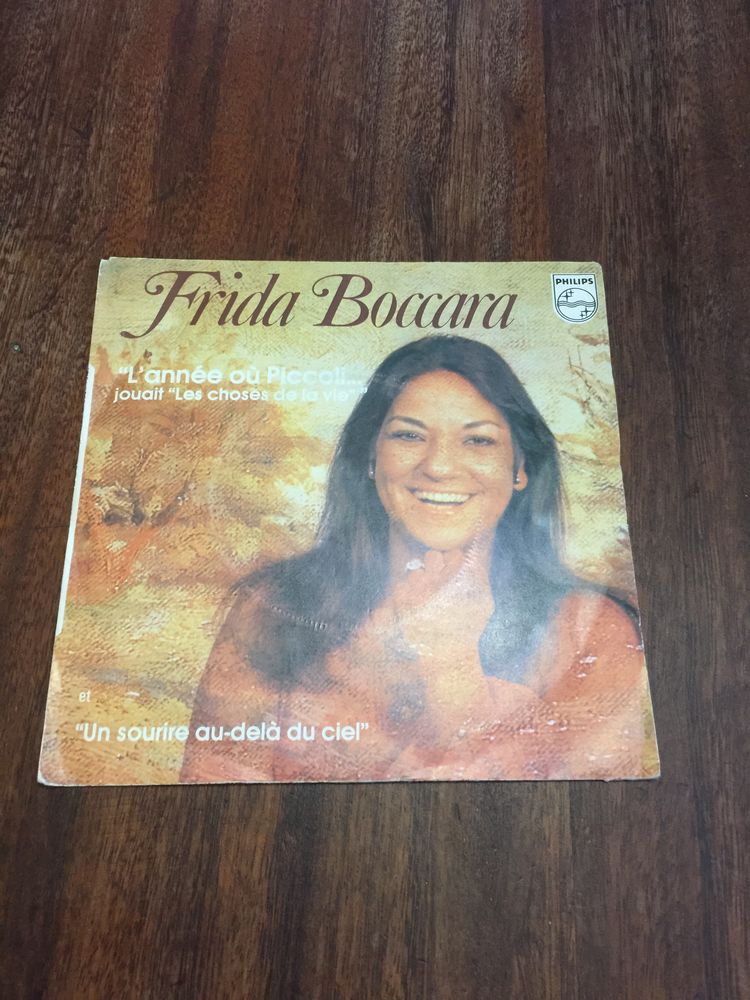 Frida Boccara
PHILIPS
"L'année où Piccoli...
jouait "Les choses de la vie""
et
"Un sourire au-delà du ciel"